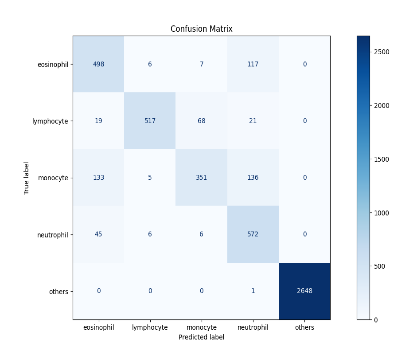 Confusion Matrix
eosinophil 498 6 7 117 0
lymphocyte 19 517 68 21 0
monocyte 133 5 351 136 0
neutrophil 45 6 6 572 0
others 0 0 0 1 2648
eosinophil lymphocyte monocyte neutrophil others
Predicted label
True label
2500
2000
1500
1000
500
0